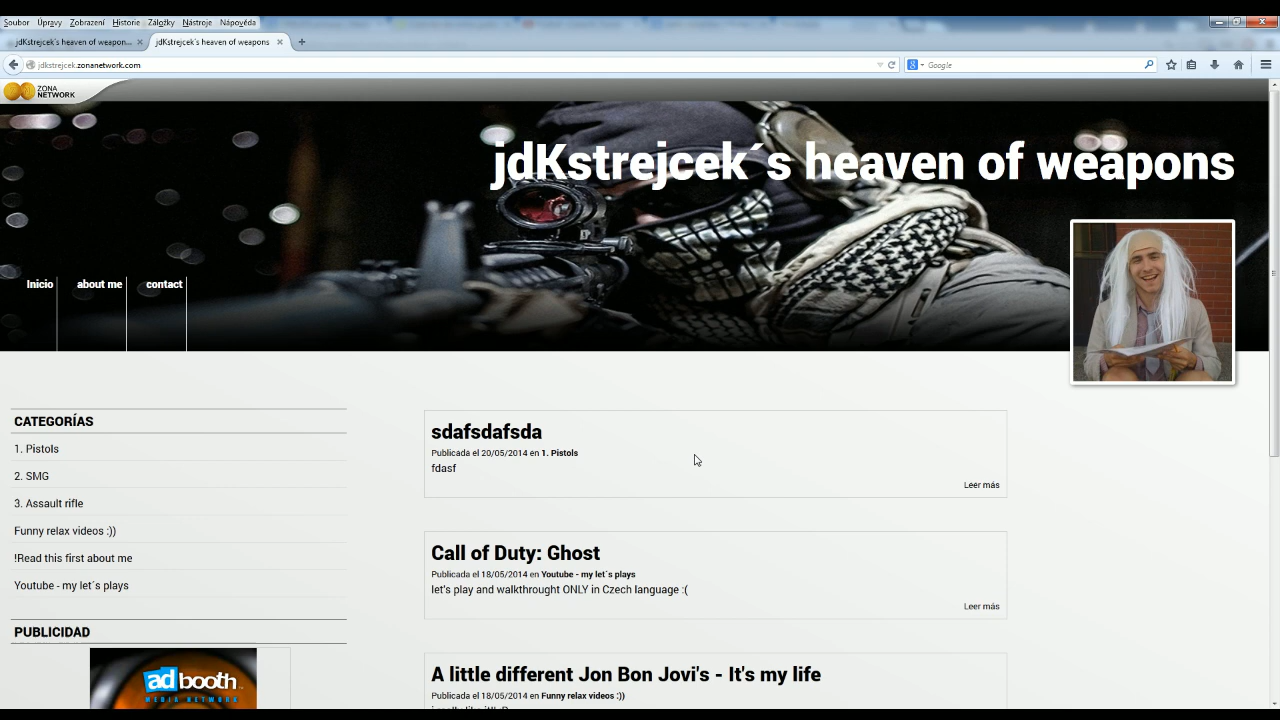 Soubor Úpravy Zobrazení Historie Záložky Nástroje Nápověda
jdKstrejcek´s heaven of weapon... jdKstrejcek´s heaven of weapons
jdkstrejcek.zonanetwork.com Google
ZONA
NETWORK
jdKstrejcek´s heaven of weapons
Inicio about me contact
CATEGORÍAS
1. Pistols
2. SMG
3. Assault rifle
Funny relax videos :))
!Read this first about me
Youtube - my let´s plays
PUBLICIDAD
ad booth
MEDIA NETWORK
sdafsdafsda
Publicada el 20/05/2014 en 1. Pistols
fdasf
Leer más
Call of Duty: Ghost
Publicada el 18/05/2014 en Youtube - my let´s plays
let's play and walkthrought ONLY in Czech language :(
Leer más
A little different Jon Bon Jovi's - It's my life
Publicada el 18/05/2014 en Funny relax videos :))